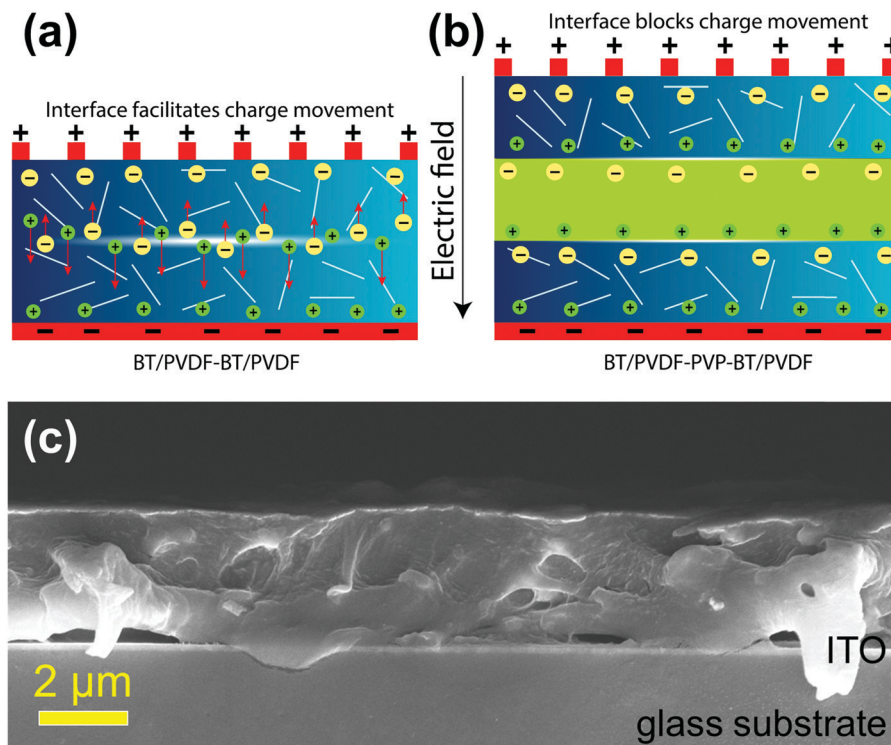 (a)
Interface facilitates charge movement
+ + + + + + + +
BT/PVDF-BT/PVDF
(b)
Interface blocks charge movement
+ + + + + + + +
Electric field
BT/PVDF-PVP-BT/PVDF
(c)
2 µm
ITO
glass substrate